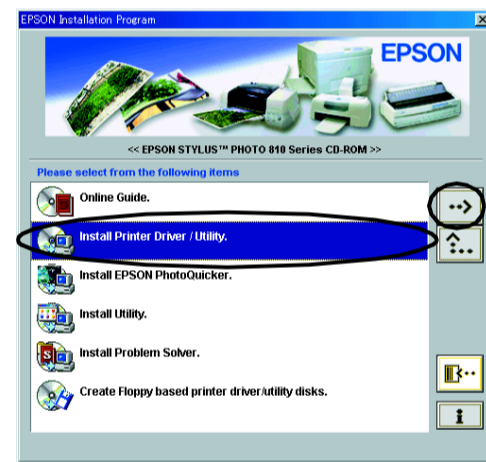 EPSON Installation Program
EPSON
<< EPSON STYLUS™ PHOTO 810 Series CD-ROM >>
Please select from the following items
Online Guide.
Install Printer Driver / Utility.
Install EPSON PhotoQuicker.
Install Utility.
Install Problem Solver.
Create Floppy based printer driver/utility disks.